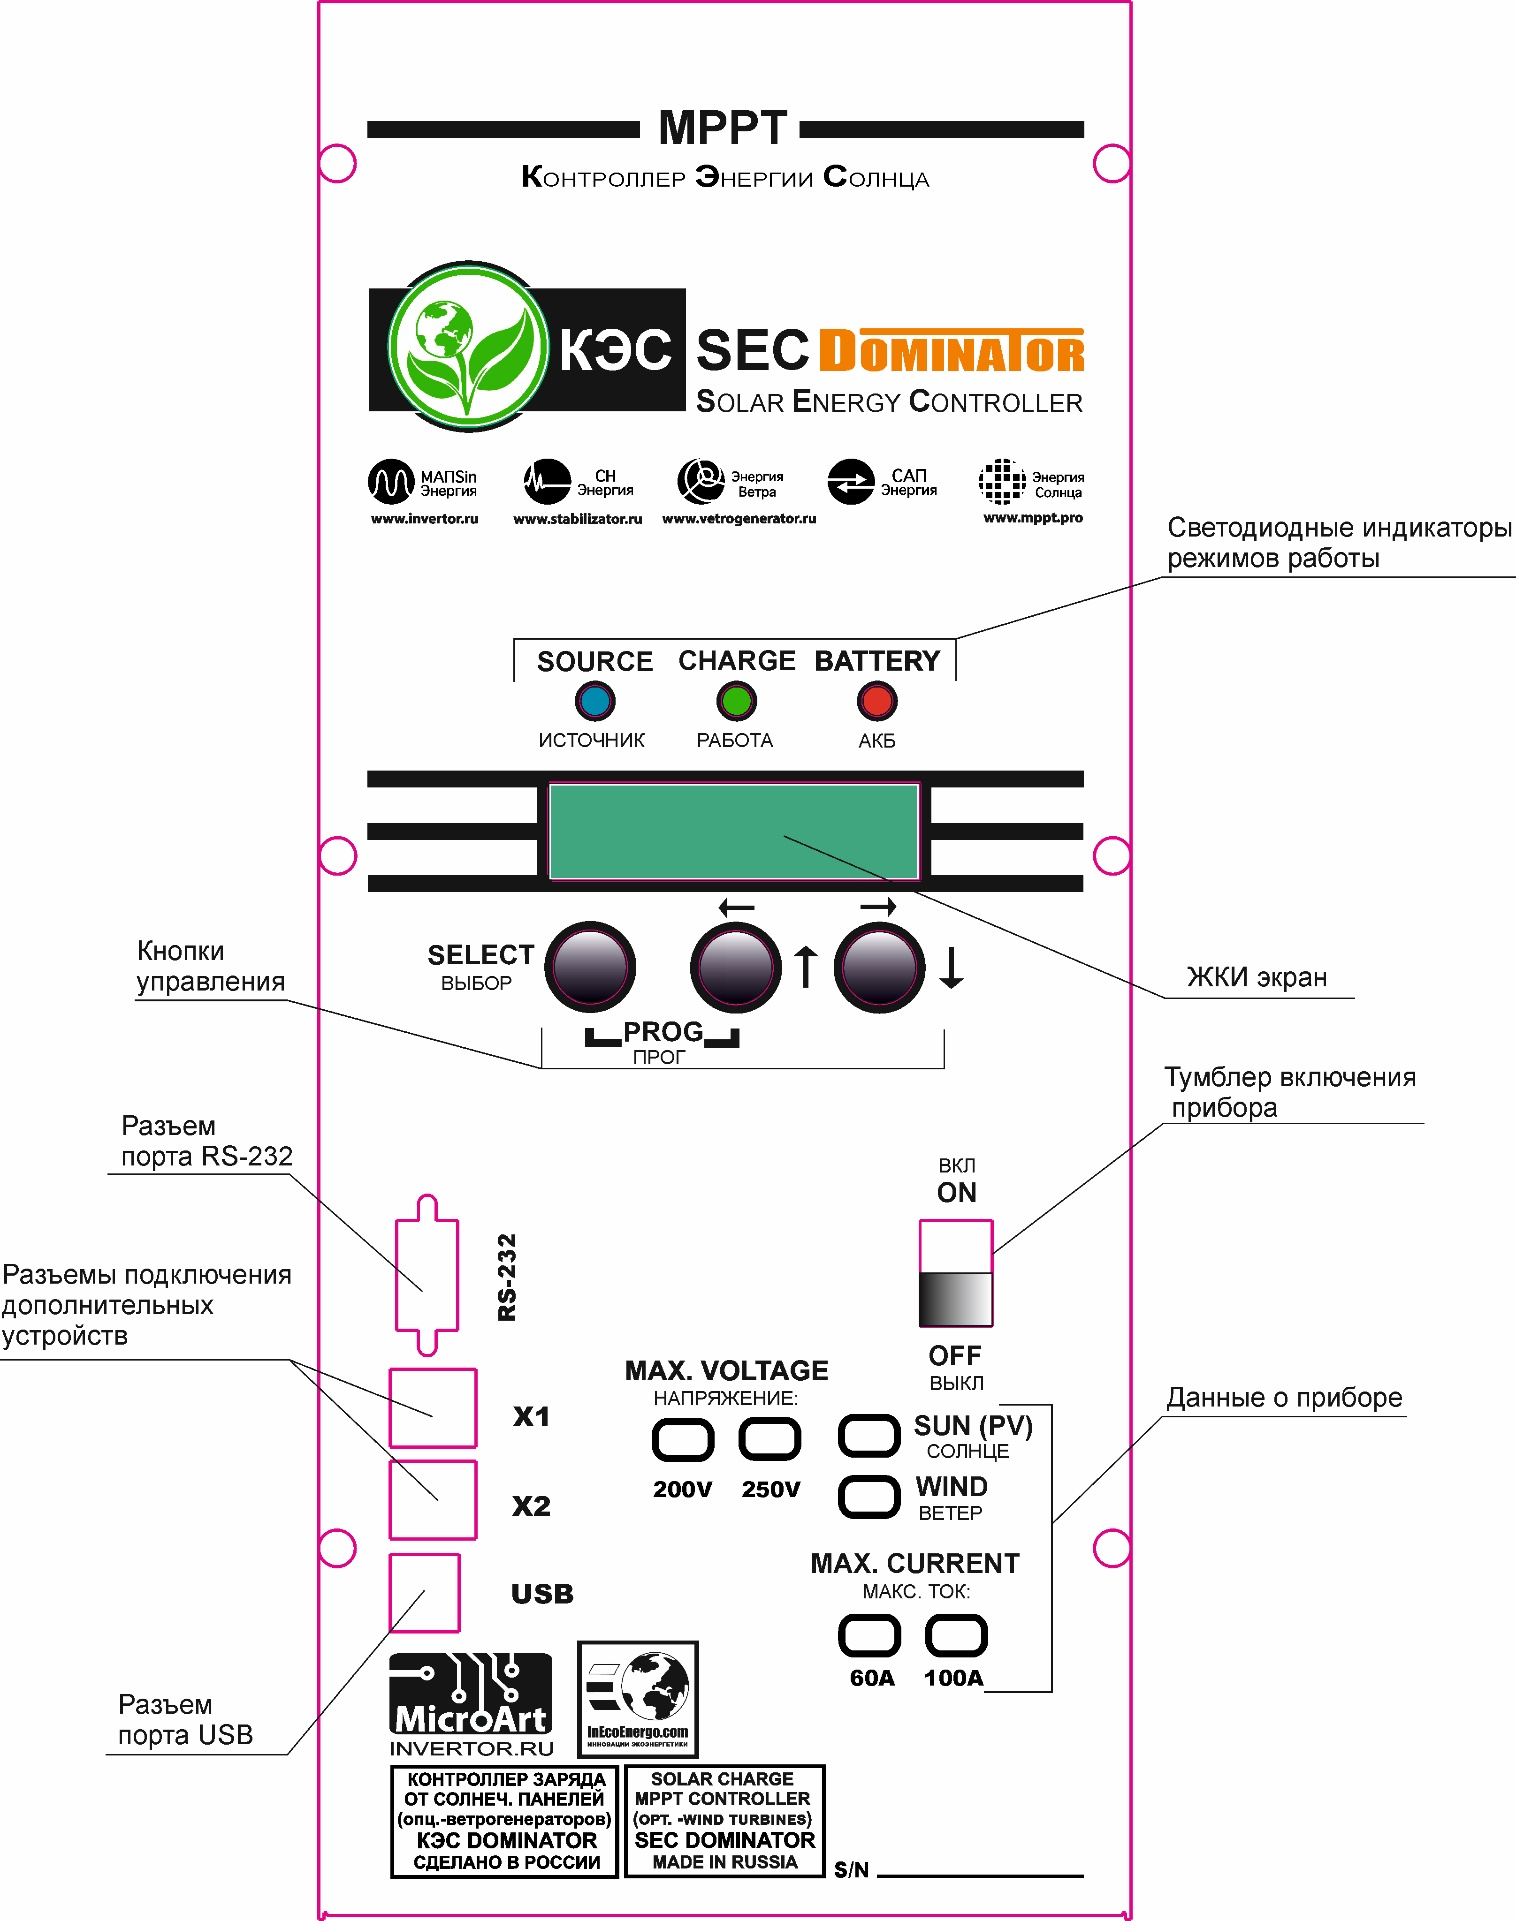 MPPT
Контроллер Энергии Солнца
КЭС SEC DOMINATOR
SOLAR ENERGY CONTROLLER
МАПSin Энергия
www.invertor.ru
СН Энергия
www.stabilizator.ru
Энергия Ветра
www.vetrogenerator.ru
САП Энергия
Энергия Солнца
www.mppt.pro
Светодиодные индикаторы
режимов работы
SOURCE CHARGE BATTERY
ИСТОЧНИК РАБОТА АКБ
Кнопки
управления
SELECT
ВЫБОР
← → ↑ ↓
PROG
ПРОГ
ЖКИ экран
Тумблер включения
прибора
Разъем
порта RS-232
ВКЛ
ON
RS-232
Разъемы подключения
дополнительных
устройств
OFF
ВЫКЛ
MAX. VOLTAGE
НАПРЯЖЕНИЕ:
200V 250V
X1
X2
USB
SUN (PV)
СОЛНЦЕ
WIND
ВЕТЕР
Данные о приборе
MAX. CURRENT
МАКС. ТОК:
60A 100A
Разъем
порта USB
MicroArt
INVERTOR.RU
InEcoEnergo.com
ИННОВАЦИИ ЭКОЭНЕРГЕТИКИ
КОНТРОЛЛЕР ЗАРЯДА
ОТ СОЛНЕЧ. ПАНЕЛЕЙ
(опц.-ветрогенераторов)
КЭС DOMINATOR
СДЕЛАНО В РОССИИ
SOLAR CHARGE
MPPT CONTROLLER
(OPT. -WIND TURBINES)
SEC DOMINATOR
MADE IN RUSSIA
S/N